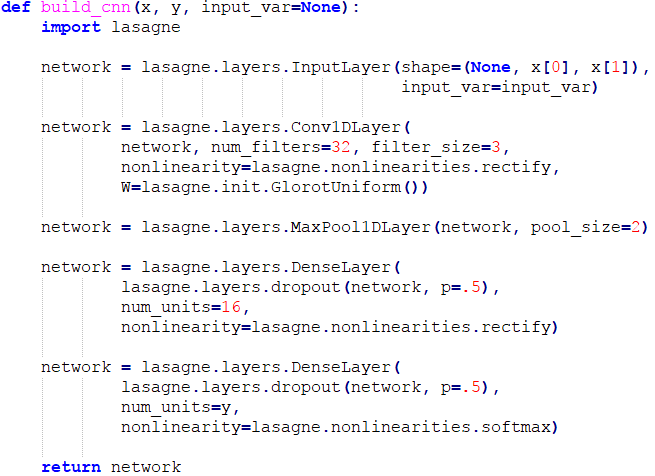 def build_cnn(x, y, input_var=None):
    import lasagne

    network = lasagne.layers.InputLayer(shape=(None, x[0], x[1]),
                                        input_var=input_var)

    network = lasagne.layers.Conv1DLayer(
            network, num_filters=32, filter_size=3,
            nonlinearity=lasagne.nonlinearities.rectify,
            W=lasagne.init.GlorotUniform())

    network = lasagne.layers.MaxPool1DLayer(network, pool_size=2)

    network = lasagne.layers.DenseLayer(
            lasagne.layers.dropout(network, p=.5),
            num_units=16,
            nonlinearity=lasagne.nonlinearities.rectify)

    network = lasagne.layers.DenseLayer(
            lasagne.layers.dropout(network, p=.5),
            num_units=y,
            nonlinearity=lasagne.nonlinearities.softmax)

    return network